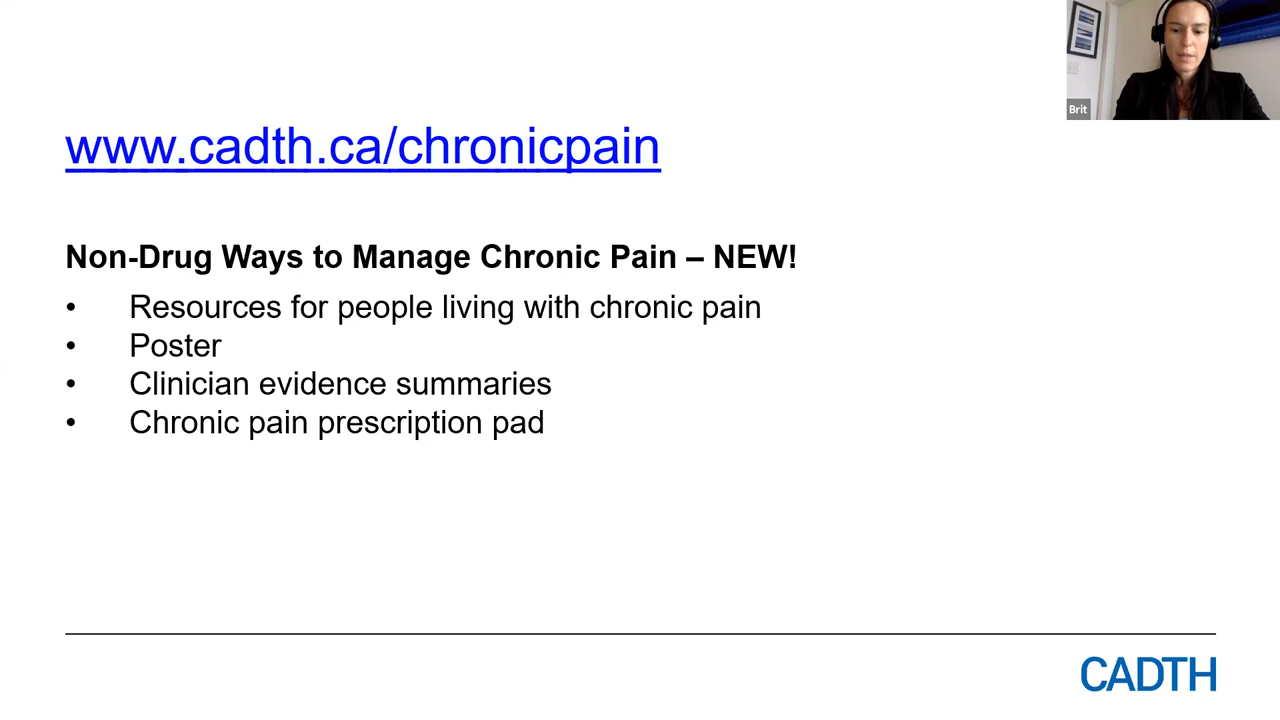 Brit
www.cadth.ca/chronicpain
Non-Drug Ways to Manage Chronic Pain – NEW!
• Resources for people living with chronic pain
• Poster
• Clinician evidence summaries
• Chronic pain prescription pad
CADTH